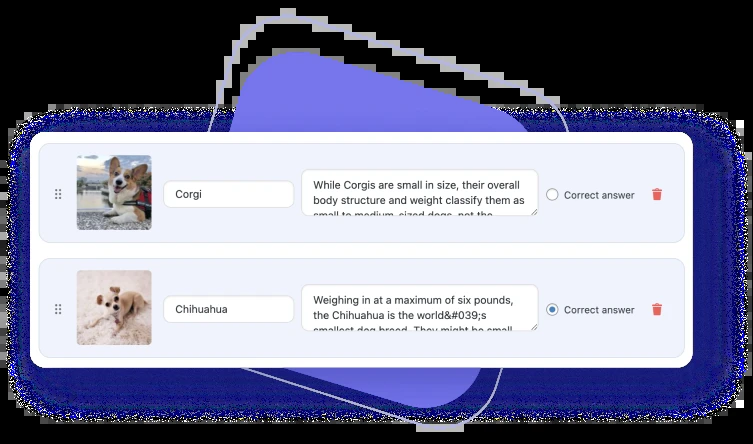 Corgi
While Corgis are small in size, their overall
body structure and weight classify them as
small to medium-sized dogs, not the
Correct answer
Chihuahua
Weighing in at a maximum of six pounds,
the Chihuahua is the world&#039;s
smallest dog breed. They might be small
Correct answer